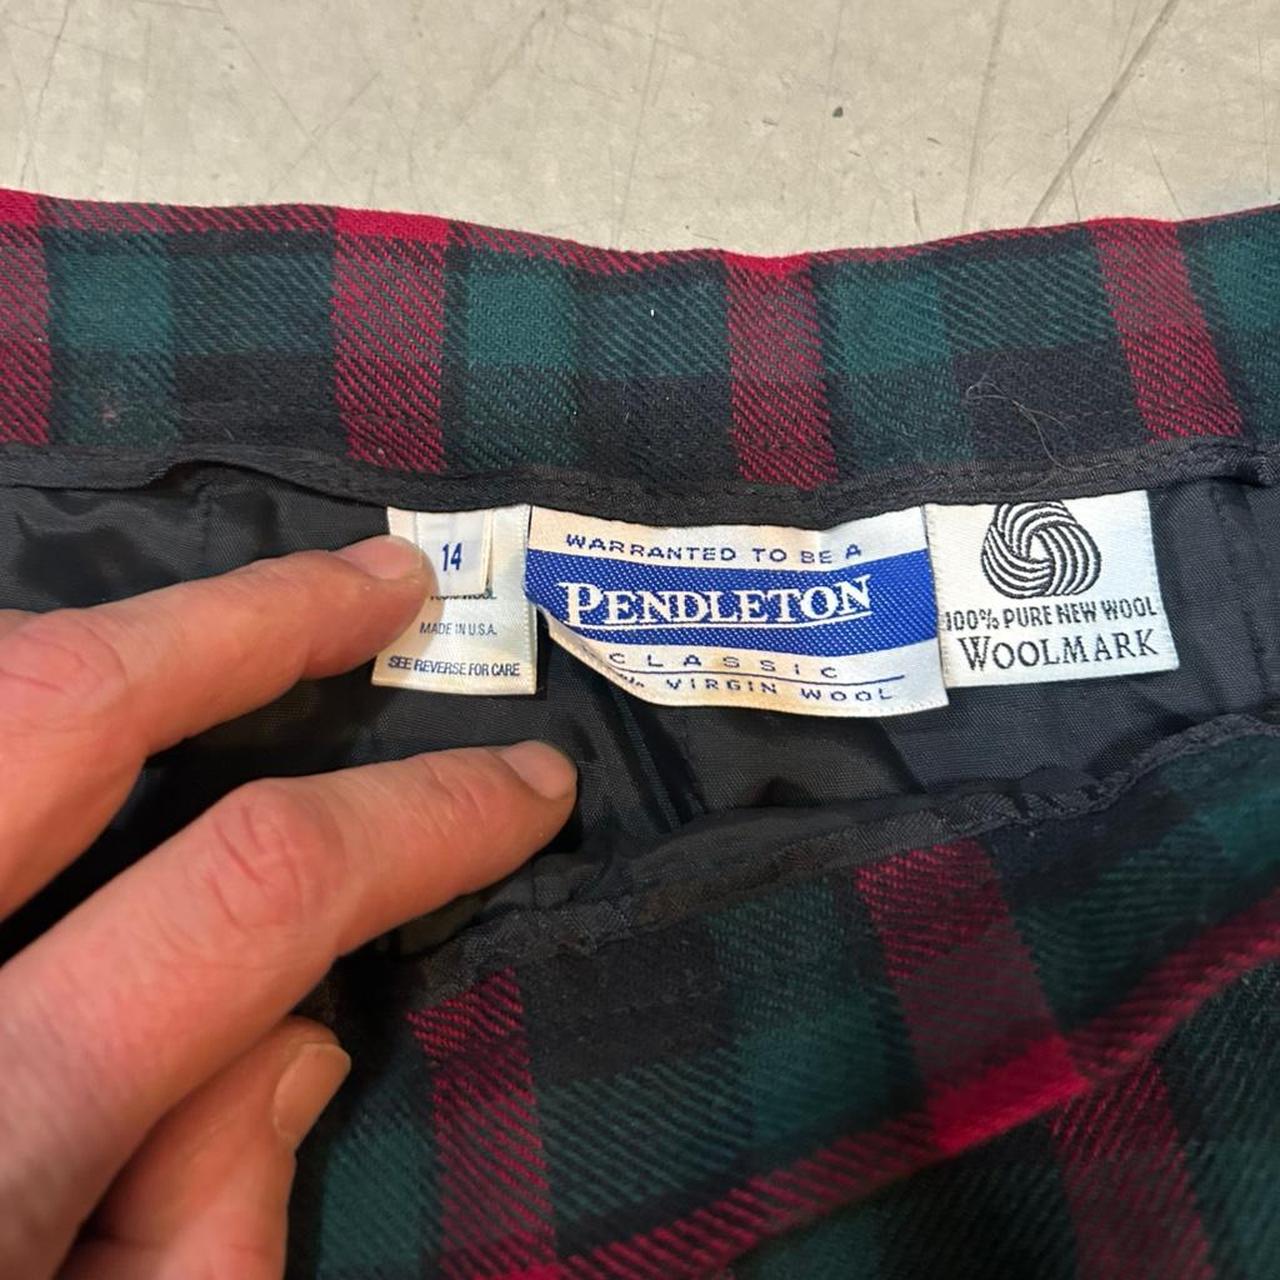 14
MADE IN U.S.A.
SEE REVERSE FOR CARE
WARRANTED TO BE A
PENDLETON
CLASSIC
VIRGIN WOOL
100% PURE NEW WOOL
WOOLMARK